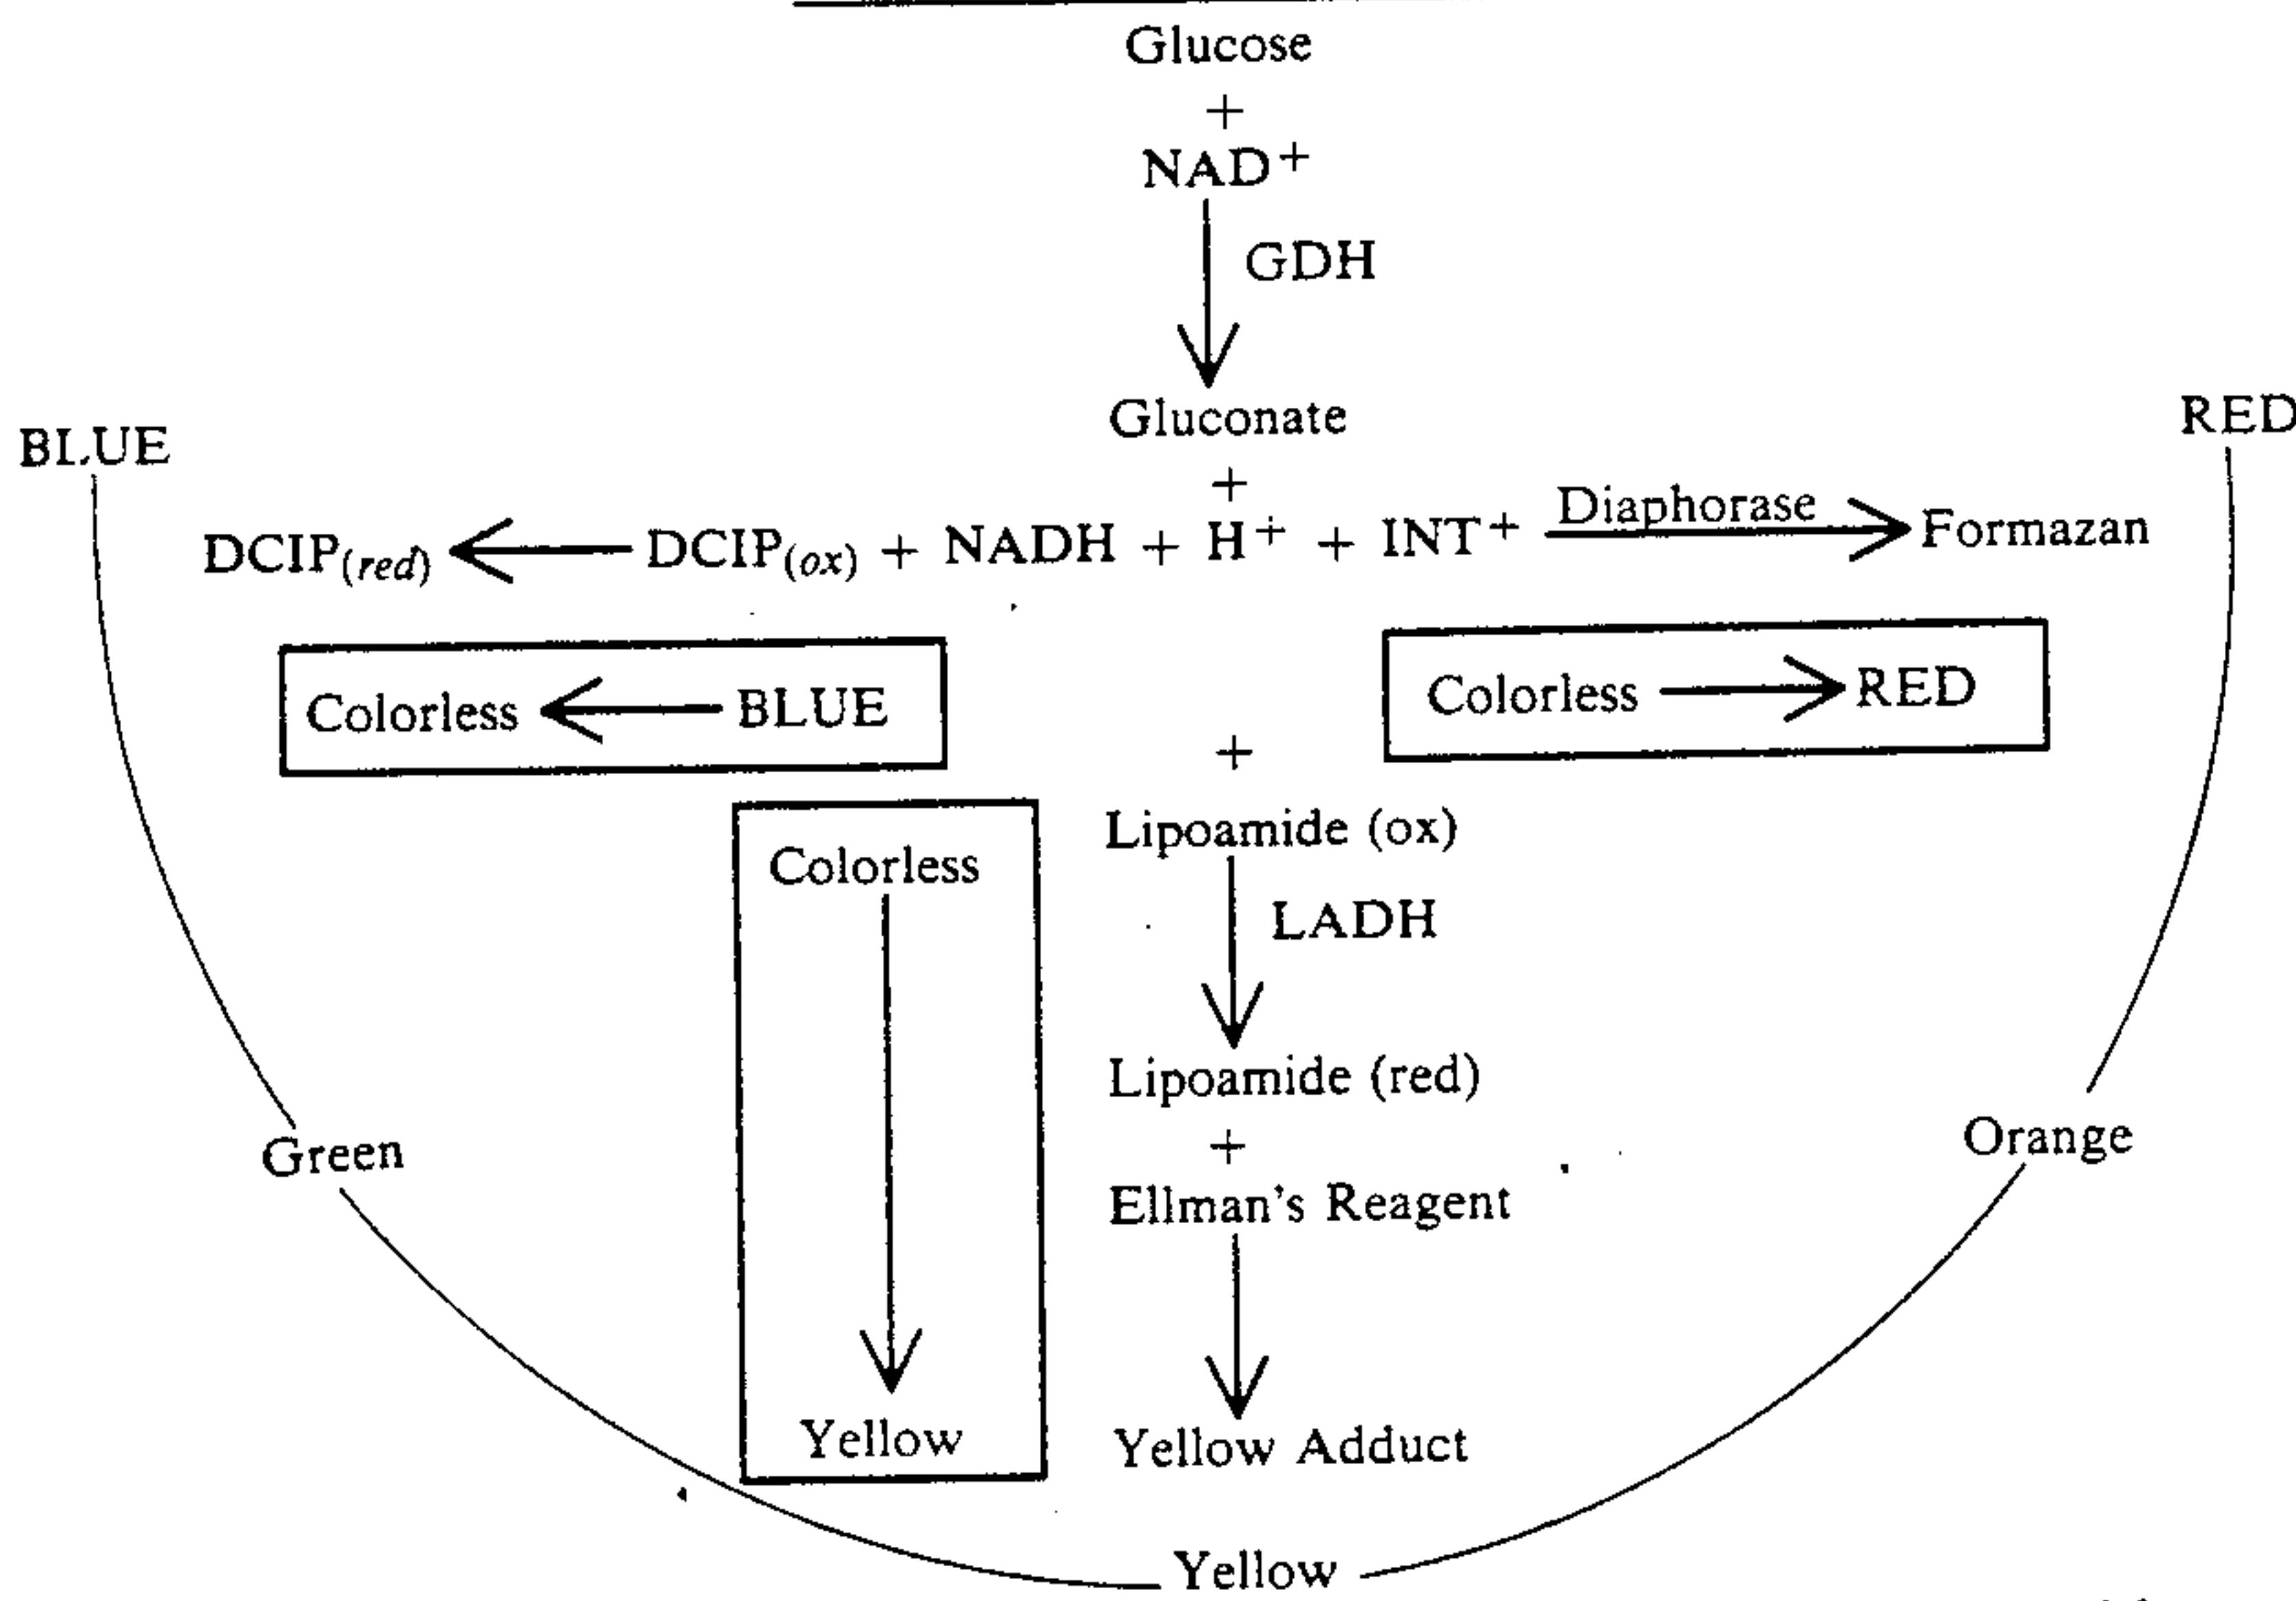 Glucose
+
NAD+
GDH
Gluconate
BLUE
RED
+
DCIP(red) ← DCIP(ox) + NADH + H+ + INT+ Diaphorase → Formazan
Colorless ← BLUE
Colorless → RED
+
Colorless
Lipoamide (ox)
LADH
Lipoamide (red)
+
Green
Orange
Ellman's Reagent
Yellow
Yellow Adduct
Yellow